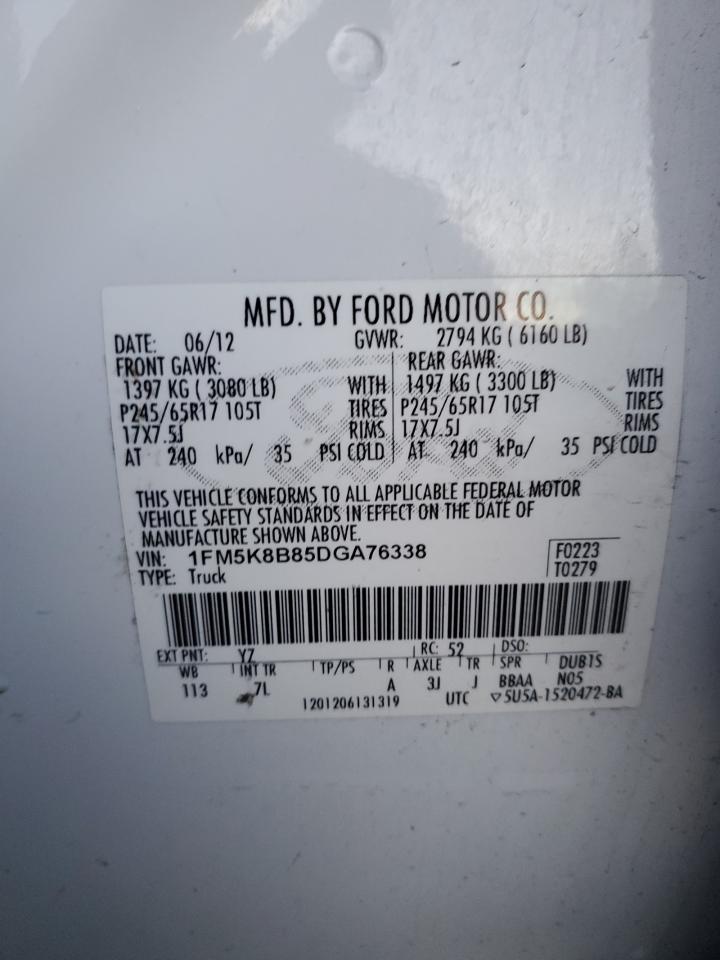 MFD. BY FORD MOTOR CO.
DATE: 06/12 GVWR: 2794 KG ( 6160 LB)
FRONT GAWR: REAR GAWR:
1397 KG ( 3080 LB) WITH 1497 KG ( 3300 LB) WITH
P245/65R17 105T TIRES P245/65R17 105T TIRES
17X7.5J RIMS 17X7.5J RIMS
AT 240 kPa/ 35 PSI COLD AT 240 kPa/ 35 PSI COLD
THIS VEHICLE CONFORMS TO ALL APPLICABLE FEDERAL MOTOR
VEHICLE SAFETY STANDARDS IN EFFECT ON THE DATE OF
MANUFACTURE SHOWN ABOVE.
VIN: 1FM5K8B85DGA76338 F0223
TYPE: Truck T0279
EXT PNT: Y7 RC: 52 DSO:
WB INT TR TP/PS R AXLE TR SPR DUB1S
113 7L A 3J J BBAA N05
1201206131319 UTC ▽5U5A-1520472-BA